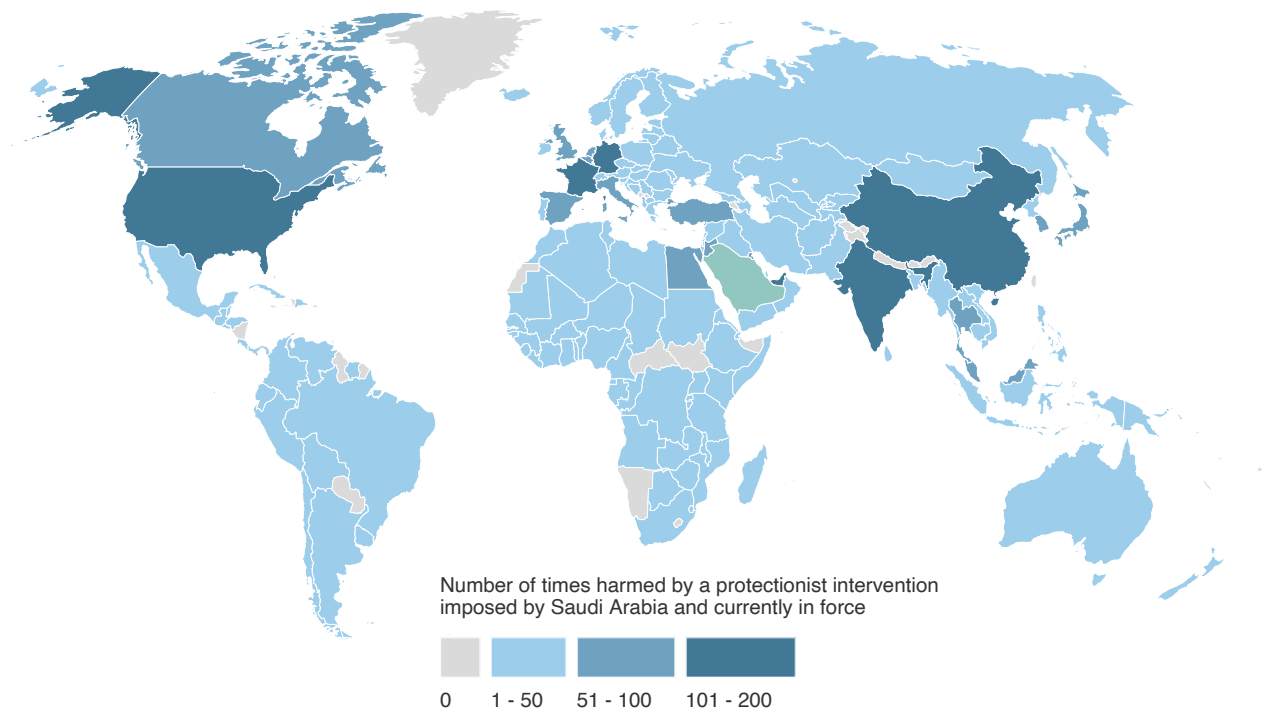 Number of times harmed by a protectionist intervention
imposed by Saudi Arabia and currently in force
0 1 - 50 51 - 100 101 - 200